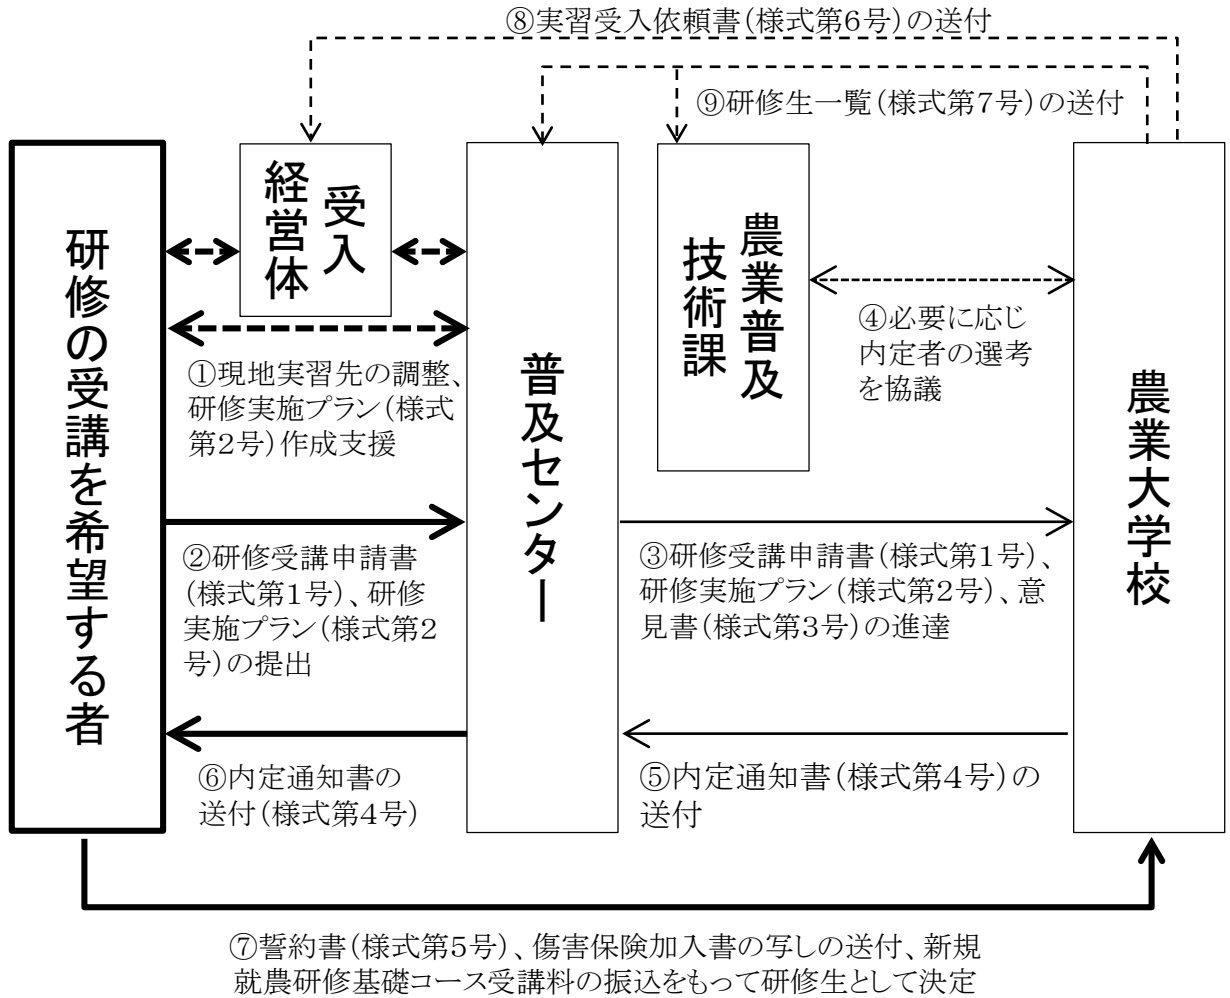 ⑧実習受入依頼書(様式第6号)の送付
⑨研修生一覧(様式第7号)の送付
研修の受講を希望する者
受入
経営体
普及センター
農業普及
技術課
農業大学校
①現地実習先の調整、
研修実施プラン(様式
第2号)作成支援
④必要に応じ
内定者の選考
を協議
②研修受講申請書
(様式第1号)、研修
実施プラン(様式第2
号)の提出
③研修受講申請書(様式第1号)、
研修実施プラン(様式第2号)、意
見書(様式第3号)の進達
⑥内定通知書の
送付(様式第4号)
⑤内定通知書(様式第4号)の
送付
⑦誓約書(様式第5号)、傷害保険加入書の写しの送付、新規
就農研修基礎コース受講料の振込をもって研修生として決定